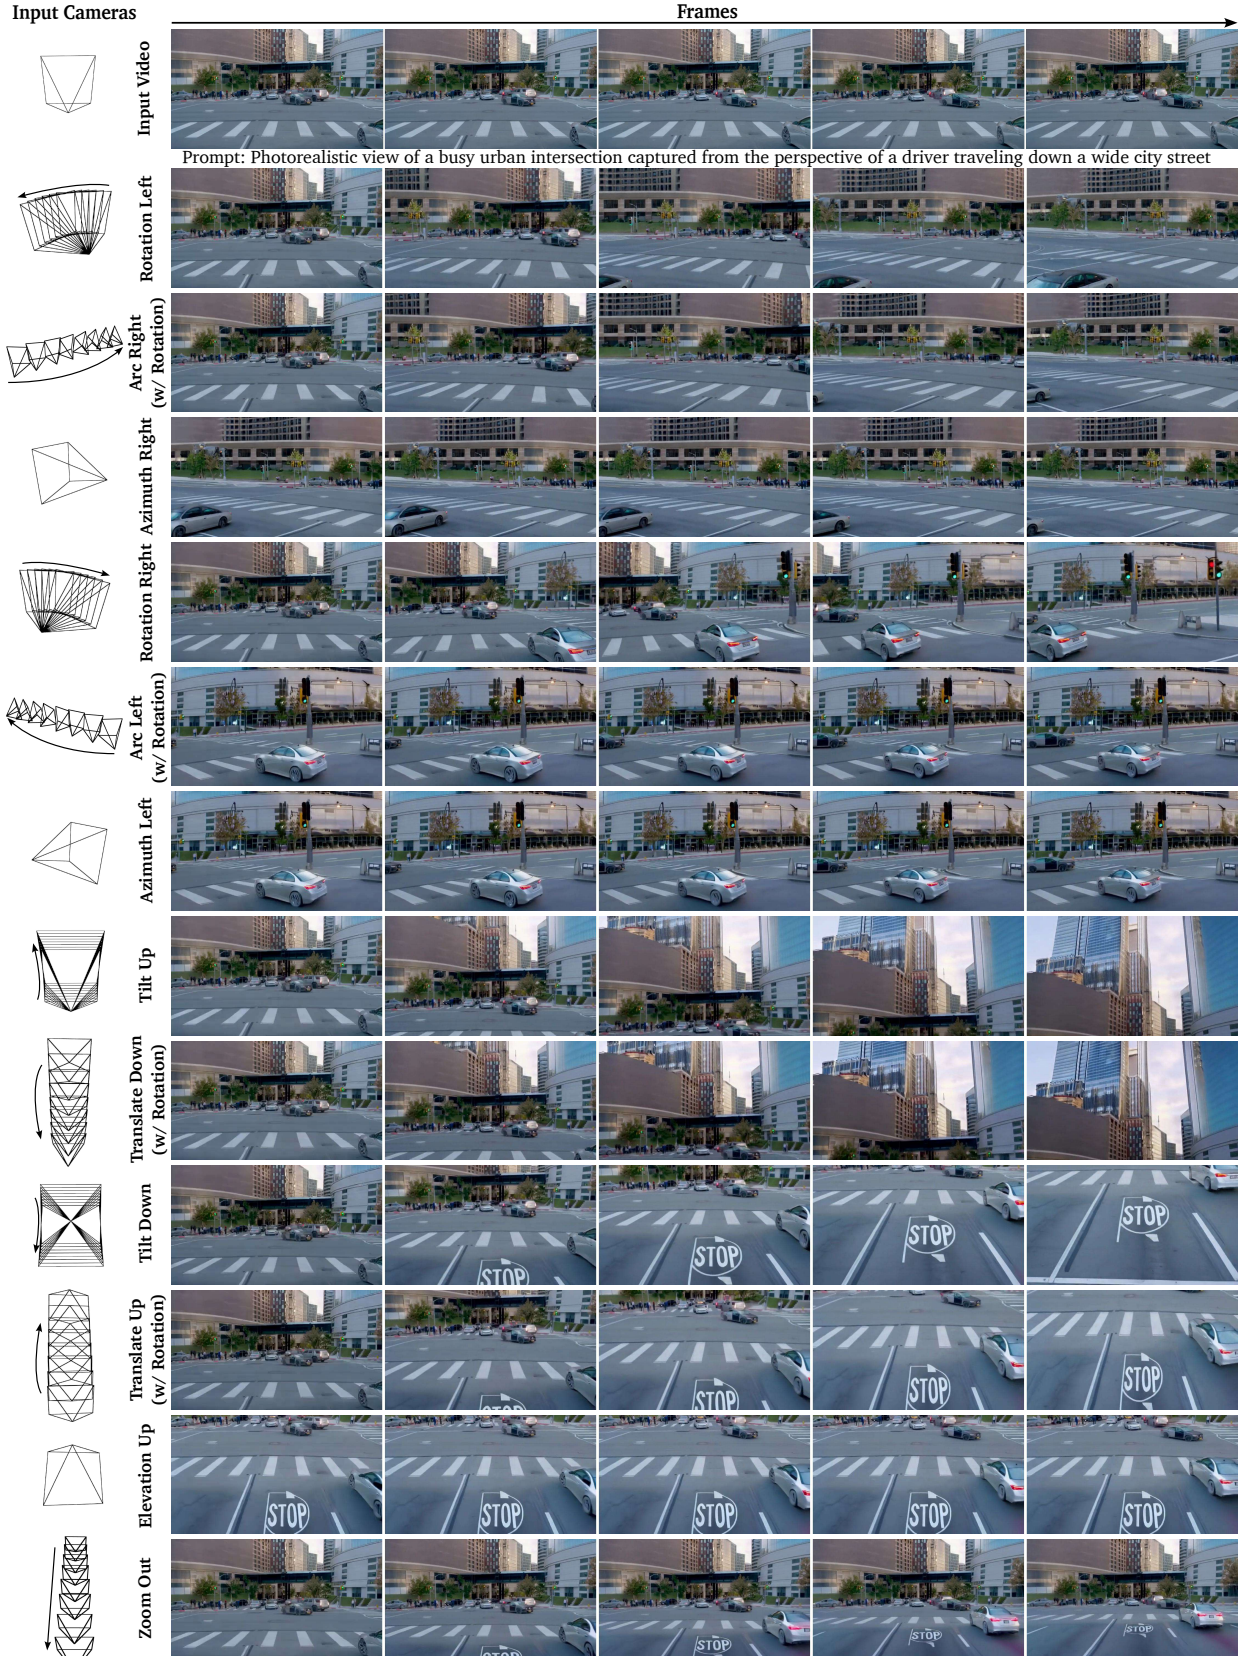 Input Cameras
Frames
Input Video
Prompt: Photorealistic view of a busy urban intersection captured from the perspective of a driver traveling down a wide city street
Rotation Left
Arc Right
(w/ Rotation)
Azimuth Right
Rotation Right
Arc Left
(w/ Rotation)
Azimuth Left
Tilt Up
Translate Down
(w/ Rotation)
Tilt Down
STOP
STOP
STOP
STOP
Translate Up
(w/ Rotation)
STOP
STOP
STOP
STOP
Elevation Up
STOP
STOP
STOP
STOP
STOP
Zoom Out
STOP
STOP
STOP
STOP